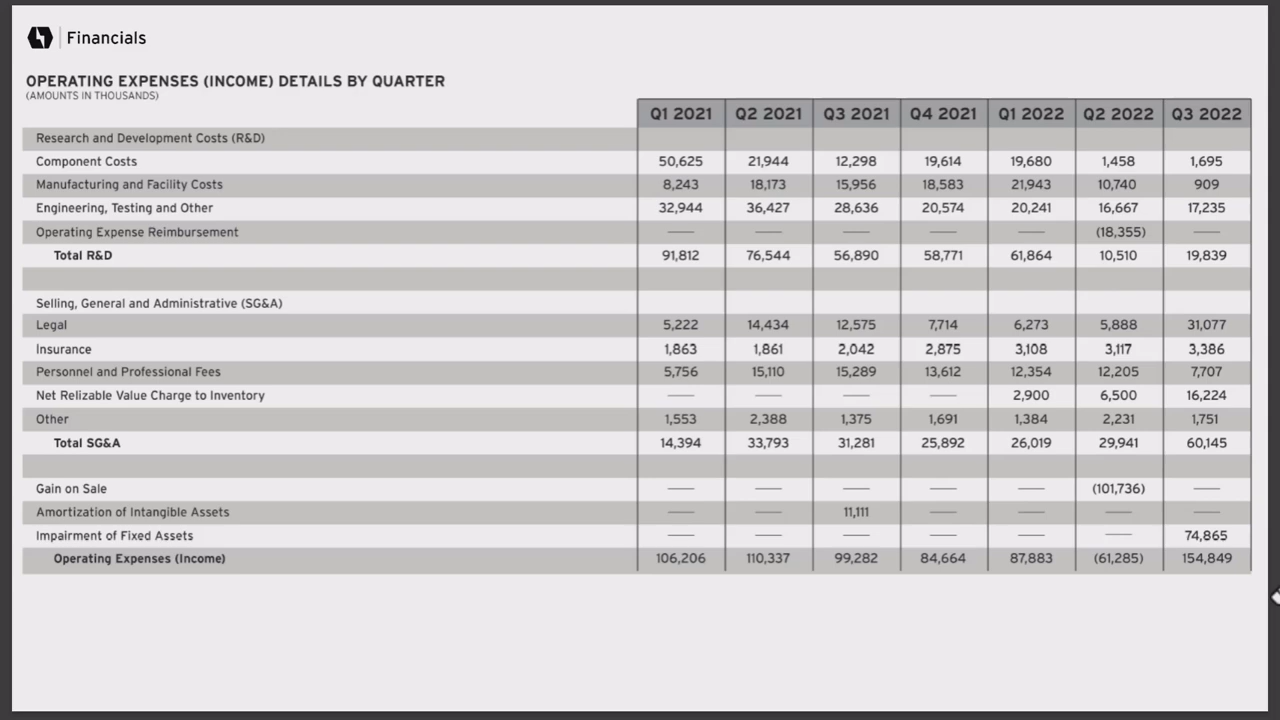 Financials
OPERATING EXPENSES (INCOME) DETAILS BY QUARTER
(AMOUNTS IN THOUSANDS)
Q1 2021 Q2 2021 Q3 2021 Q4 2021 Q1 2022 Q2 2022 Q3 2022
Research and Development Costs (R&D)
Component Costs 50,625 21,944 12,298 19,614 19,680 1,458 1,695
Manufacturing and Facility Costs 8,243 18,173 15,956 18,583 21,943 10,740 909
Engineering, Testing and Other 32,944 36,427 28,636 20,574 20,241 16,667 17,235
Operating Expense Reimbursement —— —— —— —— —— (18,355) ——
Total R&D 91,812 76,544 56,890 58,771 61,864 10,510 19,839
Selling, General and Administrative (SG&A)
Legal 5,222 14,434 12,575 7,714 6,273 5,888 31,077
Insurance 1,863 1,861 2,042 2,875 3,108 3,117 3,386
Personnel and Professional Fees 5,756 15,110 15,289 13,612 12,354 12,205 7,707
Net Relizable Value Charge to Inventory —— —— —— —— 2,900 6,500 16,224
Other 1,553 2,388 1,375 1,691 1,384 2,231 1,751
Total SG&A 14,394 33,793 31,281 25,892 26,019 29,941 60,145
Gain on Sale —— —— —— —— —— (101,736) ——
Amortization of Intangible Assets —— —— 11,111 —— —— —— ——
Impairment of Fixed Assets —— —— —— —— —— —— 74,865
Operating Expenses (Income) 106,206 110,337 99,282 84,664 87,883 (61,285) 154,849